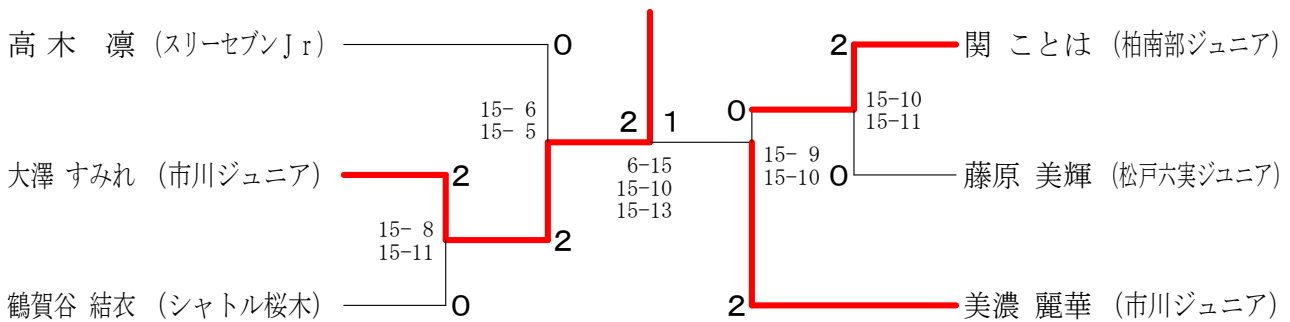 高木 凛 (スリーセブンJr) 0
2 関 ことは (柏南部ジュニア)
15- 6
15- 5
2 1
0
15-10
15-11
大澤 すみれ (市川ジュニア) 2
6-15
15-10
15-13
15- 9
15-10
0 藤原 美輝 (松戸六実ジュニア)
15- 8
15-11
2
鶴賀谷 結衣 (シャトル桜木) 0
2 美濃 麗華 (市川ジュニア)